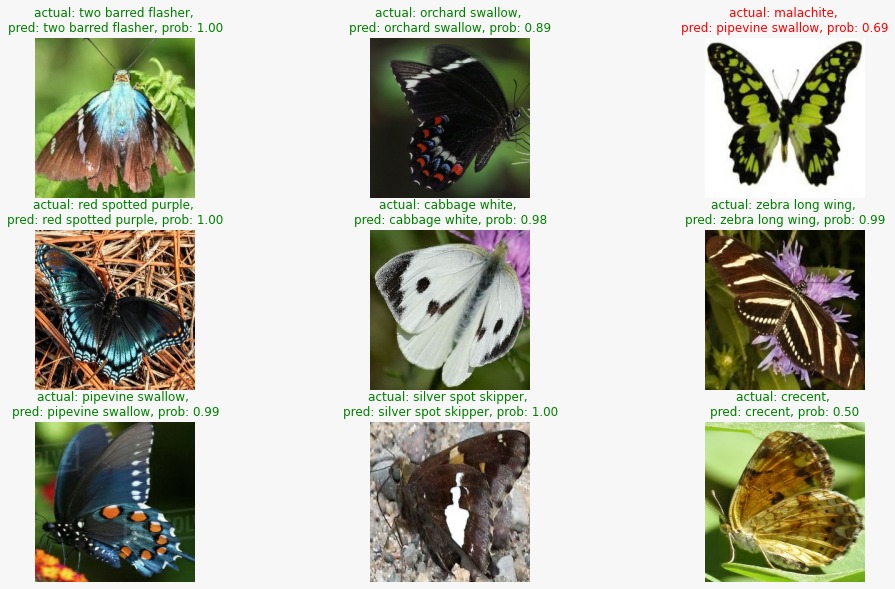 actual: two barred flasher,
pred: two barred flasher, prob: 1.00
actual: orchard swallow,
pred: orchard swallow, prob: 0.89
actual: malachite,
pred: pipevine swallow, prob: 0.69
actual: red spotted purple,
pred: red spotted purple, prob: 1.00
actual: cabbage white,
pred: cabbage white, prob: 0.98
actual: zebra long wing,
pred: zebra long wing, prob: 0.99
actual: pipevine swallow,
pred: pipevine swallow, prob: 0.99
actual: silver spot skipper,
pred: silver spot skipper, prob: 1.00
actual: crecent,
pred: crecent, prob: 0.50